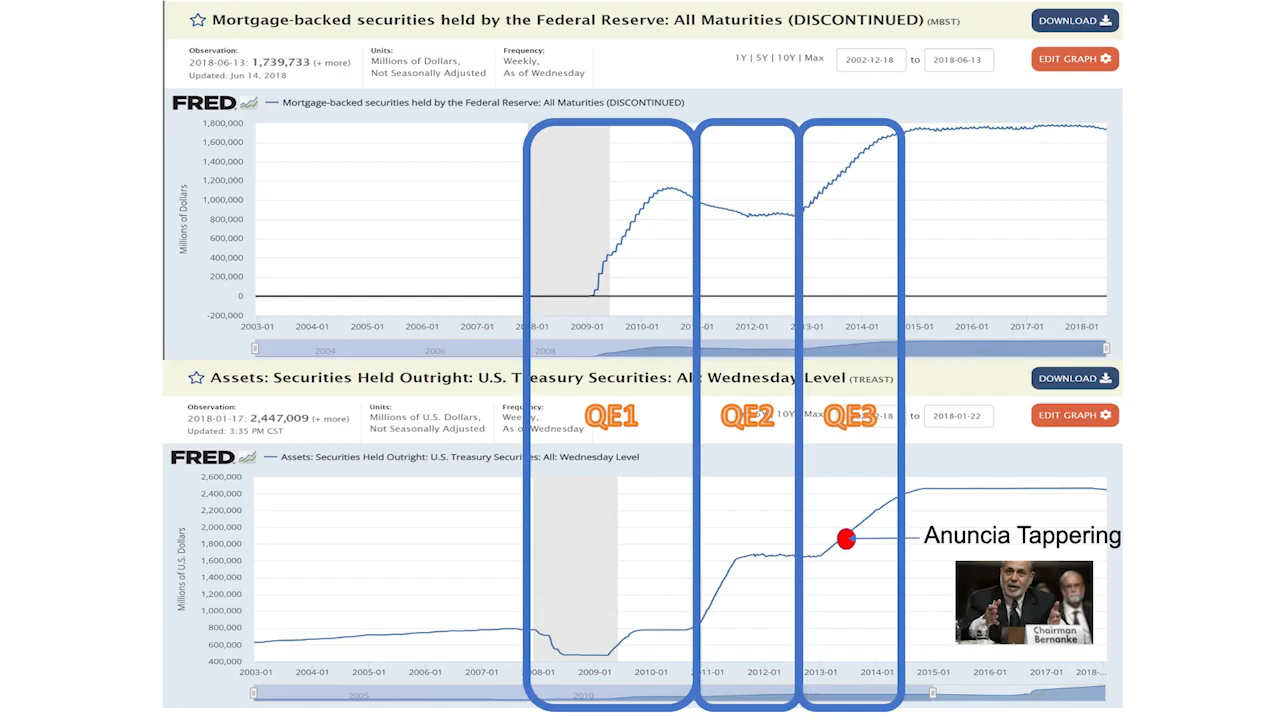 Mortgage-backed securities held by the Federal Reserve: All Maturities (DISCONTINUED) (MBST)
DOWNLOAD
Observation:
2018-06-13: 1,739,733 (+ more)
Updated: Jun 14, 2018
Units:
Millions of Dollars,
Not Seasonally Adjusted
Frequency:
Weekly,
As of Wednesday
1Y | 5Y | 10Y | Max
2002-12-18 to 2018-06-13
EDIT GRAPH
FRED
Mortgage-backed securities held by the Federal Reserve: All Maturities (DISCONTINUED)
Millions of Dollars
1,800,000
1,600,000
1,400,000
1,200,000
1,000,000
800,000
600,000
400,000
200,000
0
-200,000
2003-01 2004-01 2005-01 2006-01 2007-01 2009-01 2010-01 2012-01 2014-01 2015-01 2016-01 2017-01 2018-01
2004 2006 2008
Assets: Securities Held Outright: U.S. Treasury Securities: All: Wednesday Level (TREAST)
DOWNLOAD
Observation:
2018-01-17: 2,447,009 (+ more)
Updated: 3:35 PM CST
Units:
Millions of U.S. Dollars,
Not Seasonally Adjusted
Frequency:
Weekly,
As of Wednesday
10Y Max
to 2018-01-22
EDIT GRAPH
QE1 QE2 QE3
FRED
Assets: Securities Held Outright: U.S. Treasury Securities: All: Wednesday Level
Millions of U.S. Dollars
2,600,000
2,400,000
2,200,000
2,000,000
1,800,000
1,600,000
1,400,000
1,200,000
1,000,000
800,000
600,000
400,000
Anuncia Tappering
Chairman
Bernanke
2003-01 2004-01 2005-01 2006-01 2007-01 2009-01 2010-01 2012-01 2013-01 2014-01 2015-01 2016-01 2017-01 2018-...
2005 2010